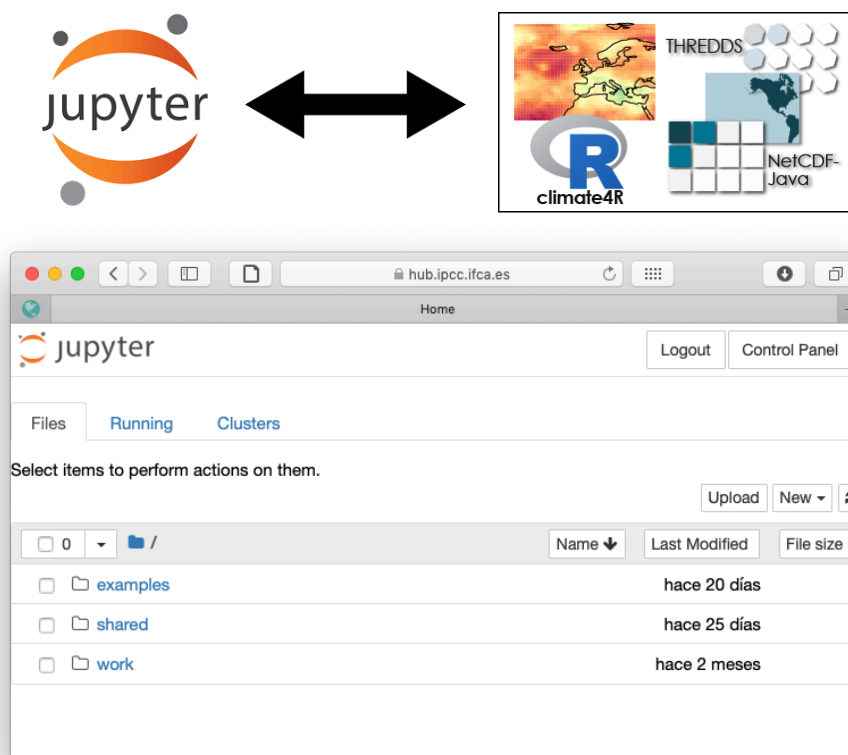 jupyter
THREDDS
NetCDF-
Java
R
climate4R
hub.ipcc.ifca.es
Home
jupyter
Logout
Control Panel
Files
Running
Clusters
Select items to perform actions on them.
Upload
New
0
/
Name
Last Modified
File size
examples
hace 20 días
shared
hace 25 días
work
hace 2 meses